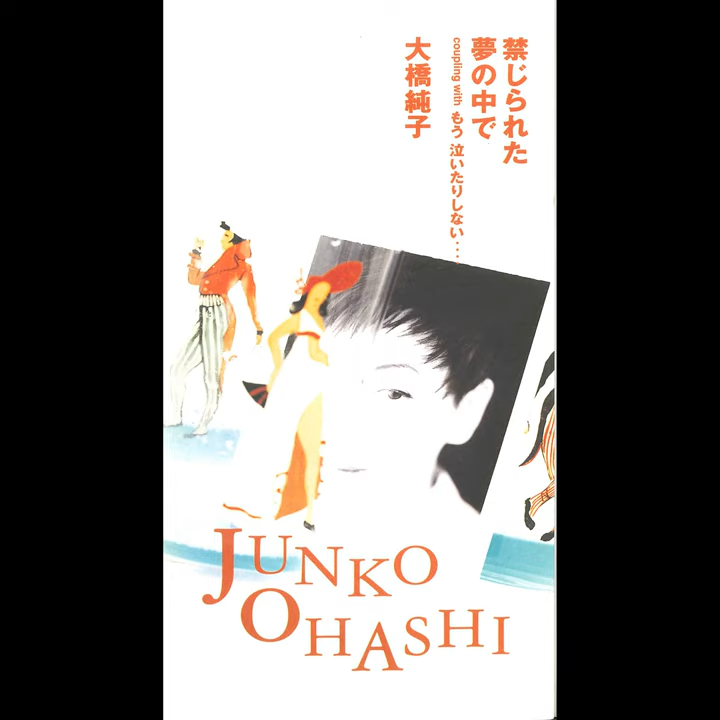 禁じられた
夢の中で
coupling with もう 泣いたりしない‥‥
大橋純子
JUNKO
OHASHI